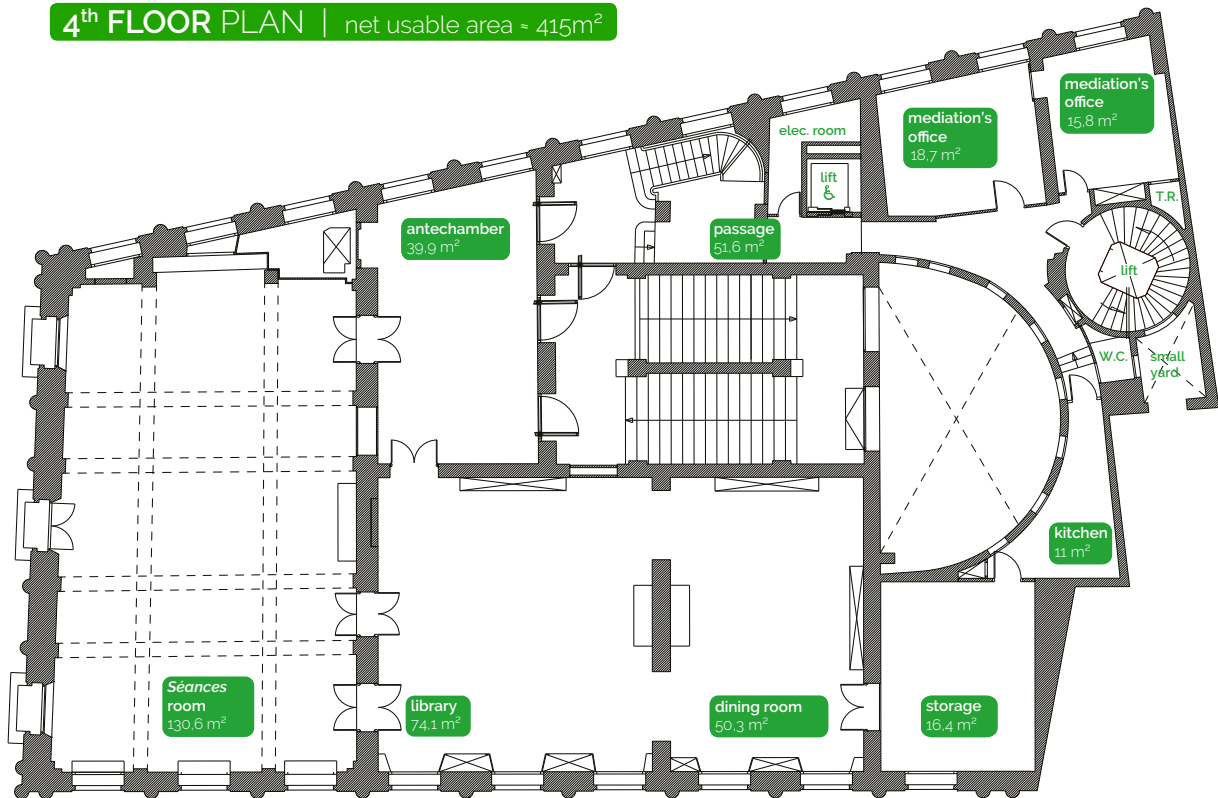 4th FLOOR PLAN | net usable area ≈ 415m²
mediation's
office
15,8 m²
mediation's
office
18,7 m²
elec. room
lift
T.R.
antechamber
39,9 m²
passage
51.6 m²
lift
W.C.
small
yard
kitchen
11 m²
Séances
room
130,6 m²
library
74,1 m²
dining room
50,3 m²
storage
16,4 m²